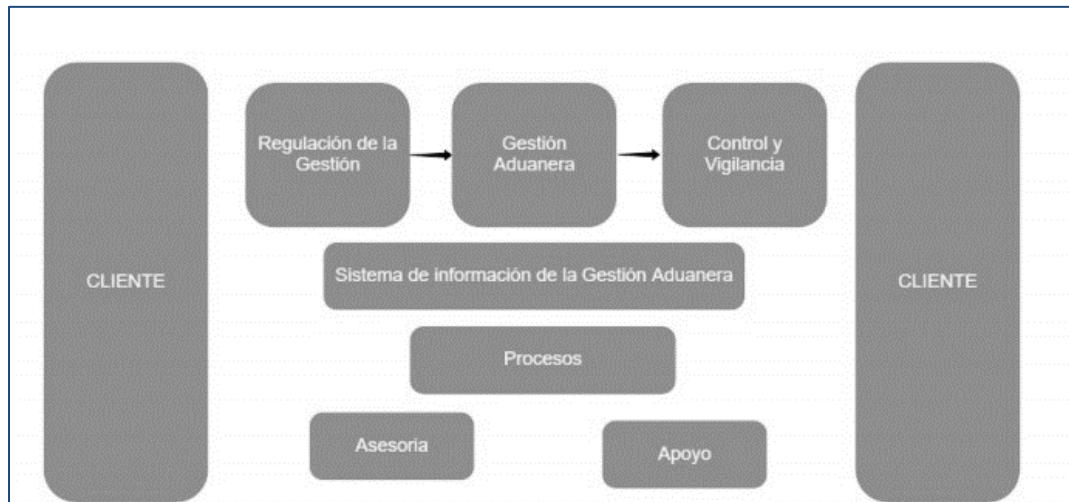 CLIENTE
Regulación de la
Gestión
Gestión
Aduanera
Control y
Vigilancia
Sistema de información de la Gestión Aduanera
Procesos
Asesoria
Apoyo
CLIENTE